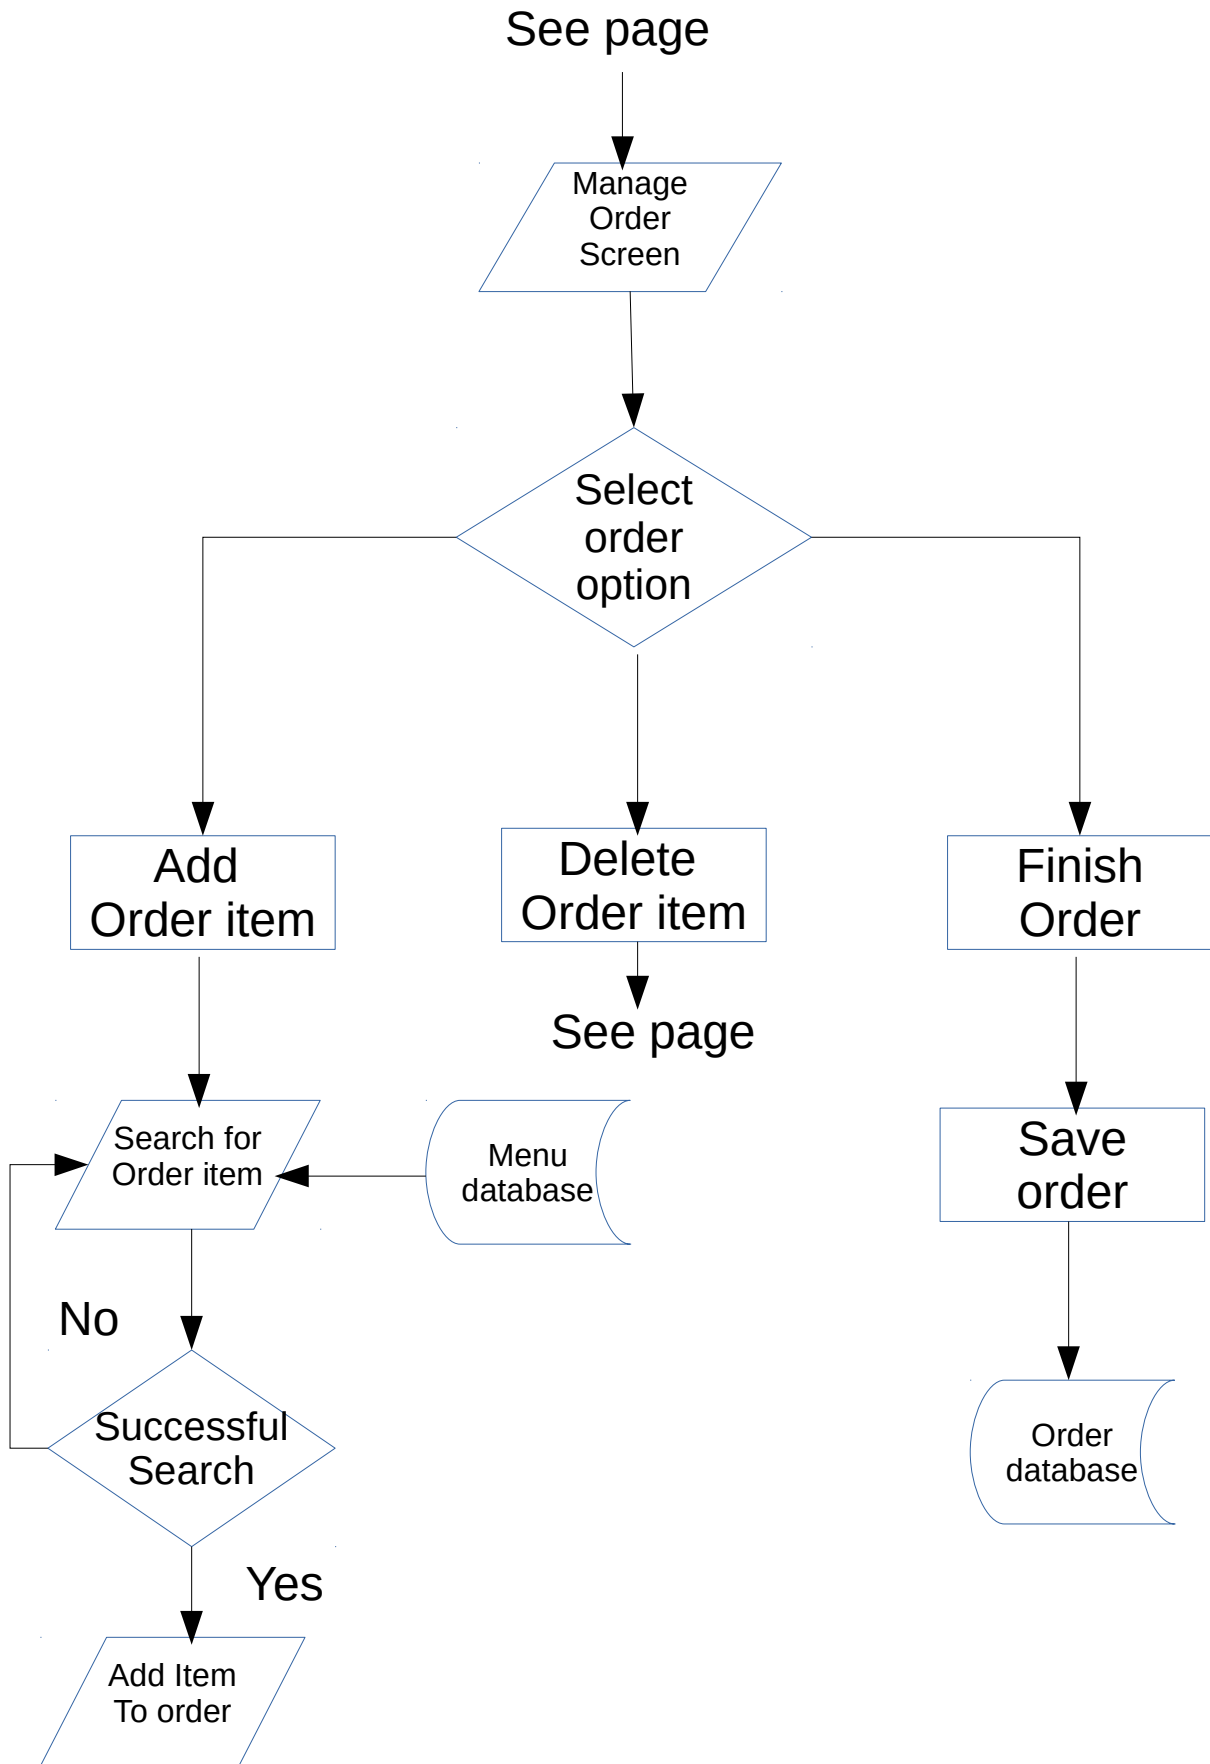 See page
Manage
Order
Screen
Select
order
option
Add
Order item
Delete
Order item
Finish
Order
See page
Search for
Order item
Menu
database
Save
order
No
Successful
Search
Order
database
Yes
Add Item
To order